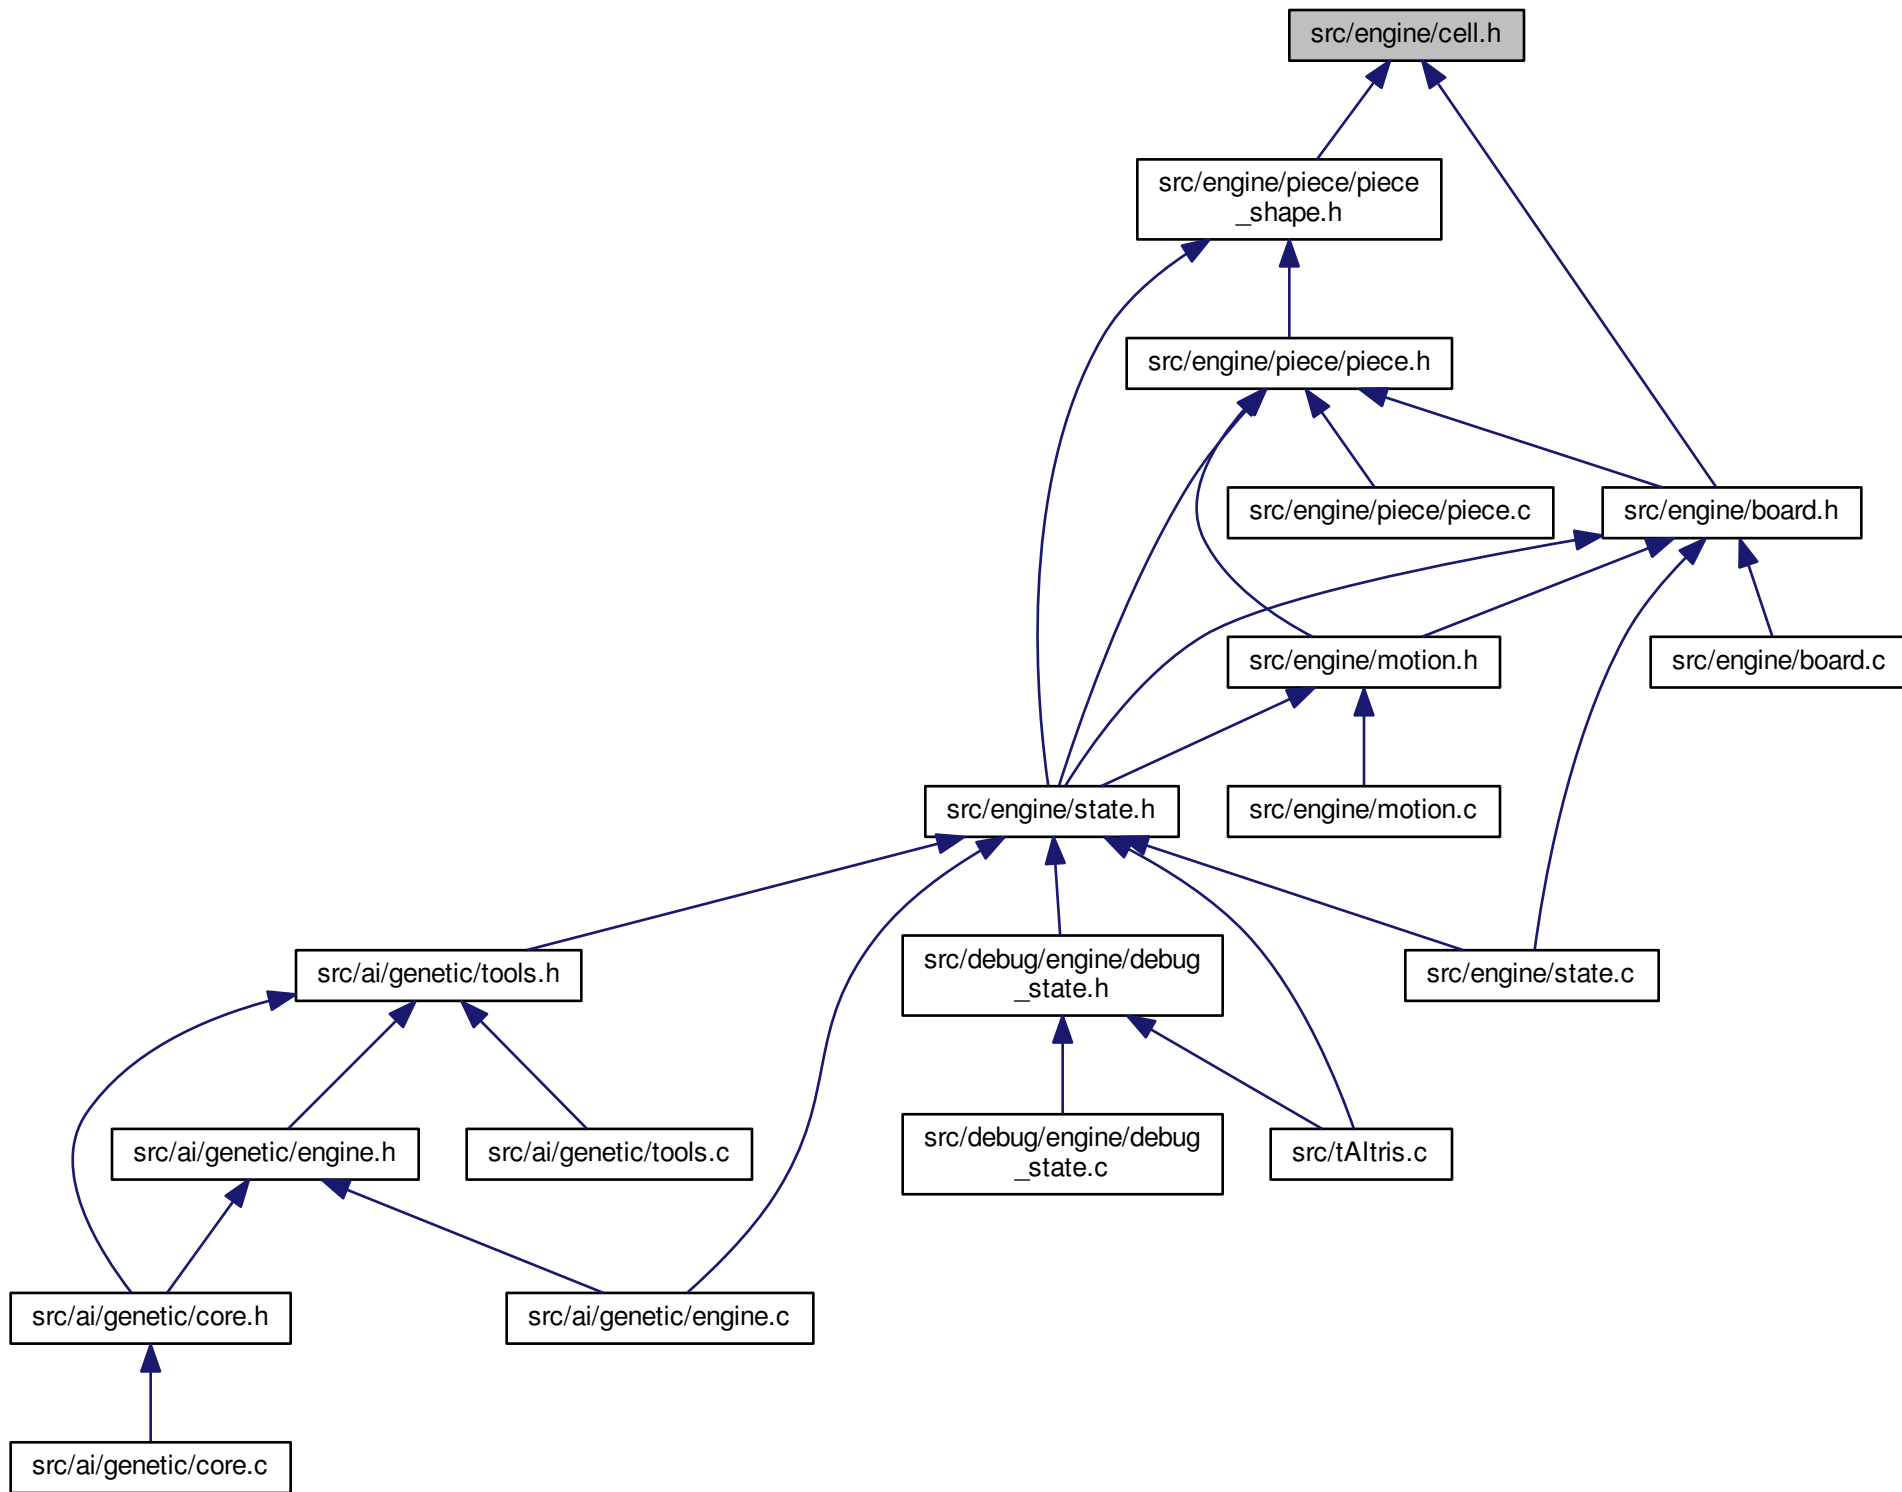 src/engine/cell.h
src/engine/piece/piece
_shape.h
src/engine/piece/piece.h
src/engine/piece/piece.c
src/engine/board.h
src/engine/motion.h
src/engine/board.c
src/engine/state.h
src/engine/motion.c
src/ai/genetic/tools.h
src/debug/engine/debug
_state.h
src/engine/state.c
src/ai/genetic/engine.h
src/ai/genetic/tools.c
src/debug/engine/debug
_state.c
src/tAItris.c
src/ai/genetic/core.h
src/ai/genetic/engine.c
src/ai/genetic/core.c